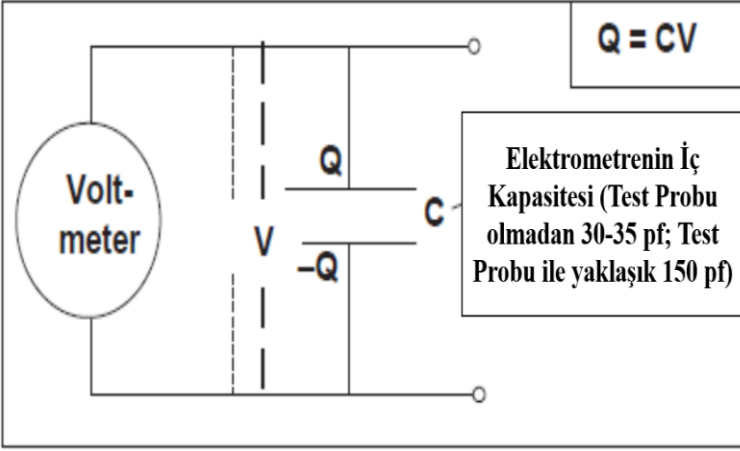 Q = CV
Volt-
meter
V
Q
–Q
C
Elektrometrenin İç
Kapasitesi (Test Probu
olmadan 30-35 pf; Test
Probu ile yaklaşık 150 pf)